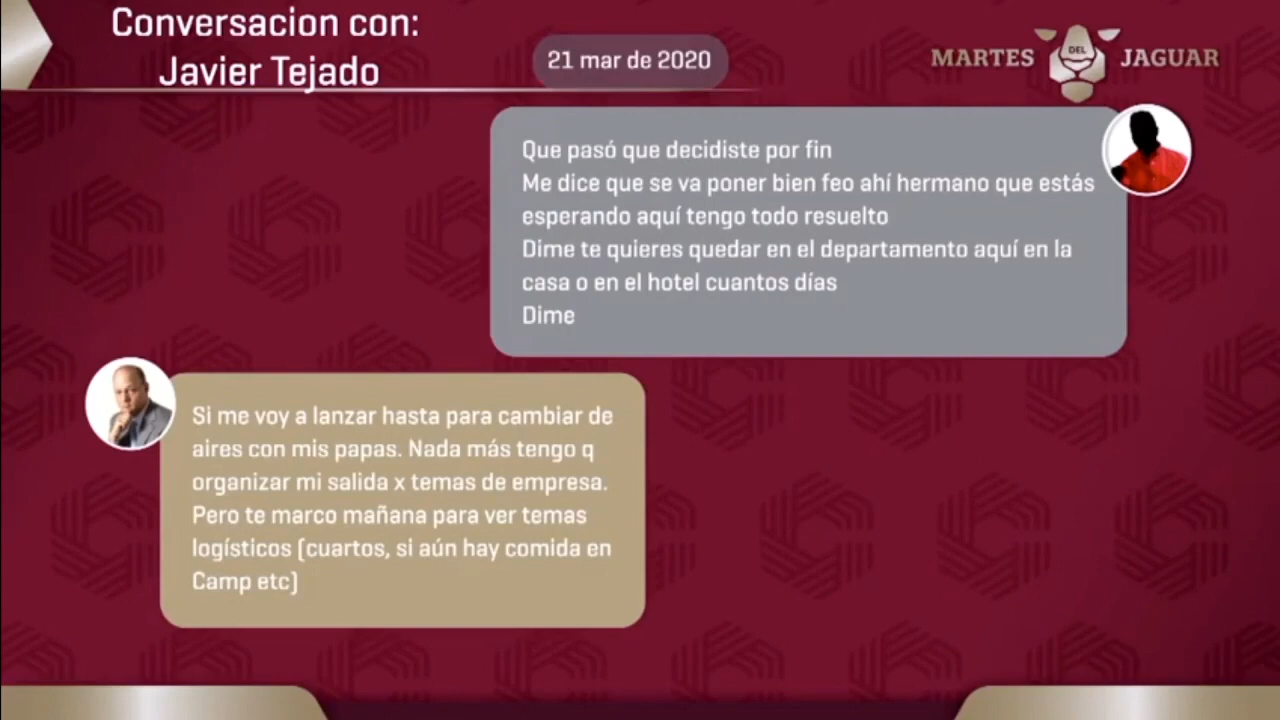 Conversacion con:
Javier Tejado
21 mar de 2020
MARTES DEL JAGUAR
Que pasó que decidiste por fin
Me dice que se va poner bien feo ahí hermano que estás
esperando aquí tengo todo resuelto
Dime te quieres quedar en el departamento aquí en la
casa o en el hotel cuantos días
Dime
Si me voy a lanzar hasta para cambiar de
aires con mis papas. Nada más tengo q
organizar mi salida x temas de empresa.
Pero te marco mañana para ver temas
logísticos (cuartos, si aún hay comida en
Camp etc)